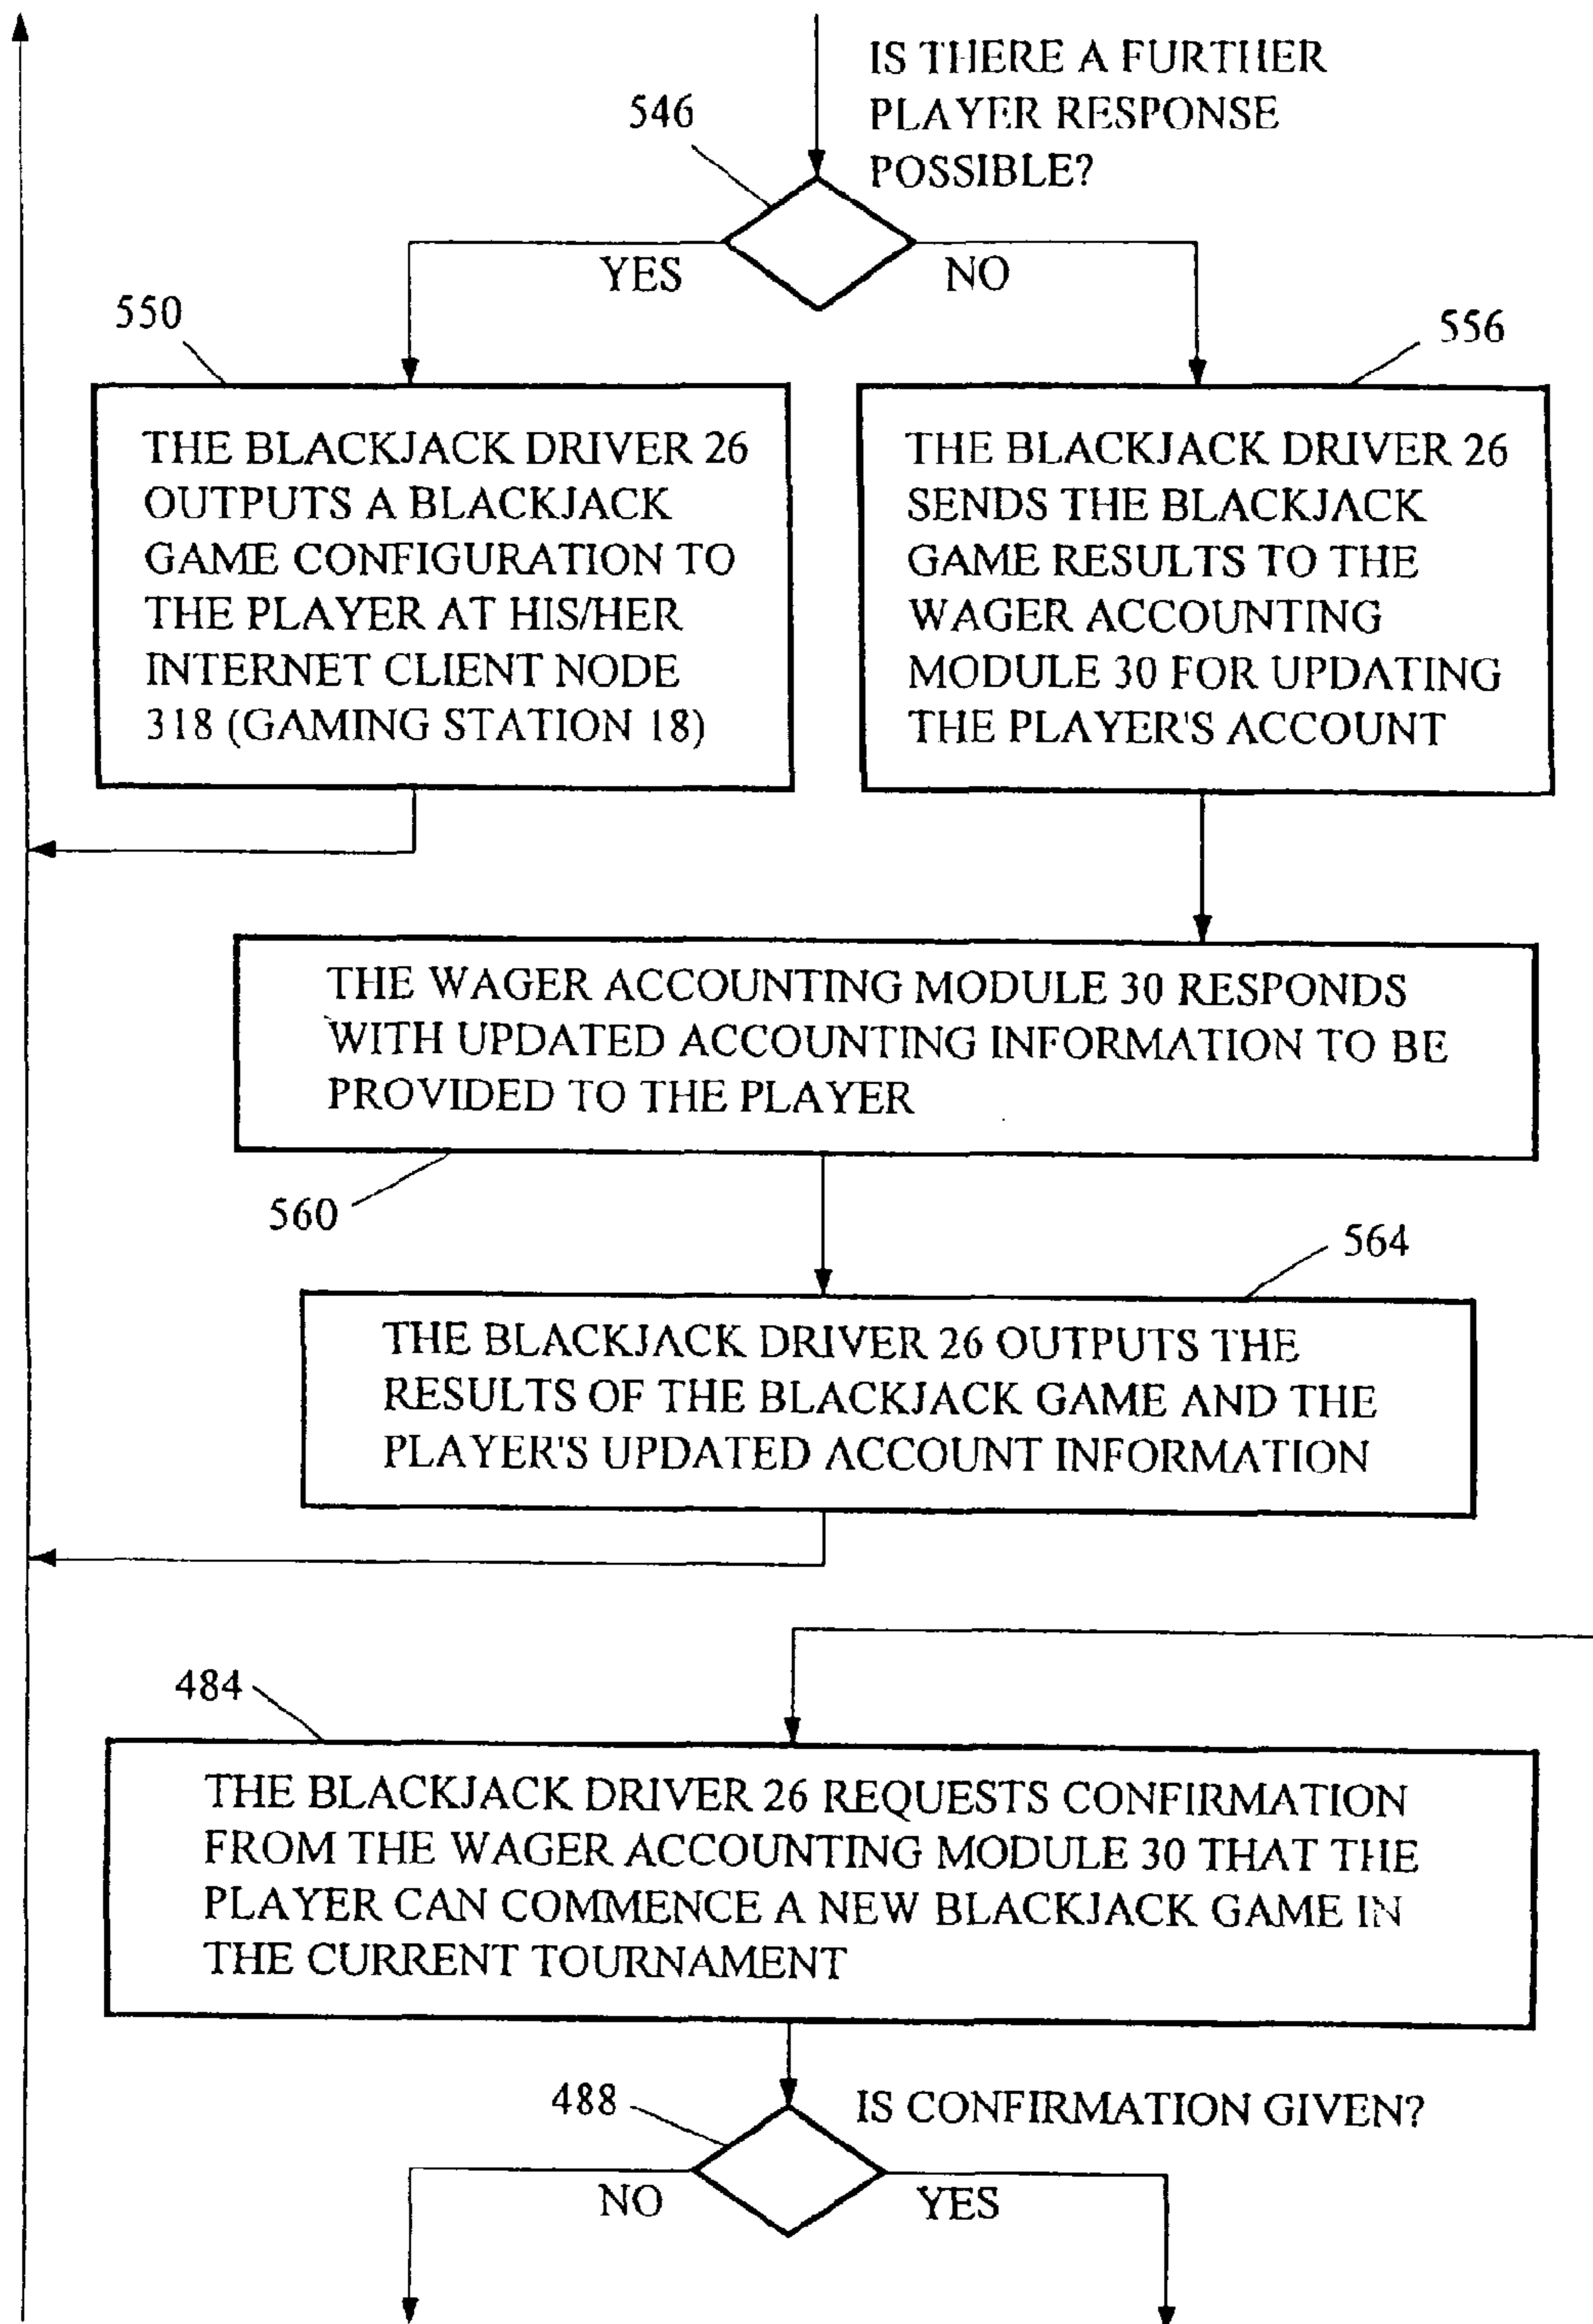 IS THERE A FURTHER
PLAYER RESPONSE
POSSIBLE?
546
YES
NO
550
556
THE BLACKJACK DRIVER 26
OUTPUTS A BLACKJACK
GAME CONFIGURATION TO
THE PLAYER AT HIS/HER
INTERNET CLIENT NODE
318 (GAMING STATION 18)
THE BLACKJACK DRIVER 26
SENDS THE BLACKJACK
GAME RESULTS TO THE
WAGER ACCOUNTING
MODULE 30 FOR UPDATING
THE PLAYER'S ACCOUNT
THE WAGER ACCOUNTING MODULE 30 RESPONDS
WITH UPDATED ACCOUNTING INFORMATION TO BE
PROVIDED TO THE PLAYER
560
564
THE BLACKJACK DRIVER 26 OUTPUTS THE
RESULTS OF THE BLACKJACK GAME AND THE
PLAYER'S UPDATED ACCOUNT INFORMATION
484
THE BLACKJACK DRIVER 26 REQUESTS CONFIRMATION
FROM THE WAGER ACCOUNTING MODULE 30 THAT THE
PLAYER CAN COMMENCE A NEW BLACKJACK GAME IN
THE CURRENT TOURNAMENT
488
IS CONFIRMATION GIVEN?
NO
YES